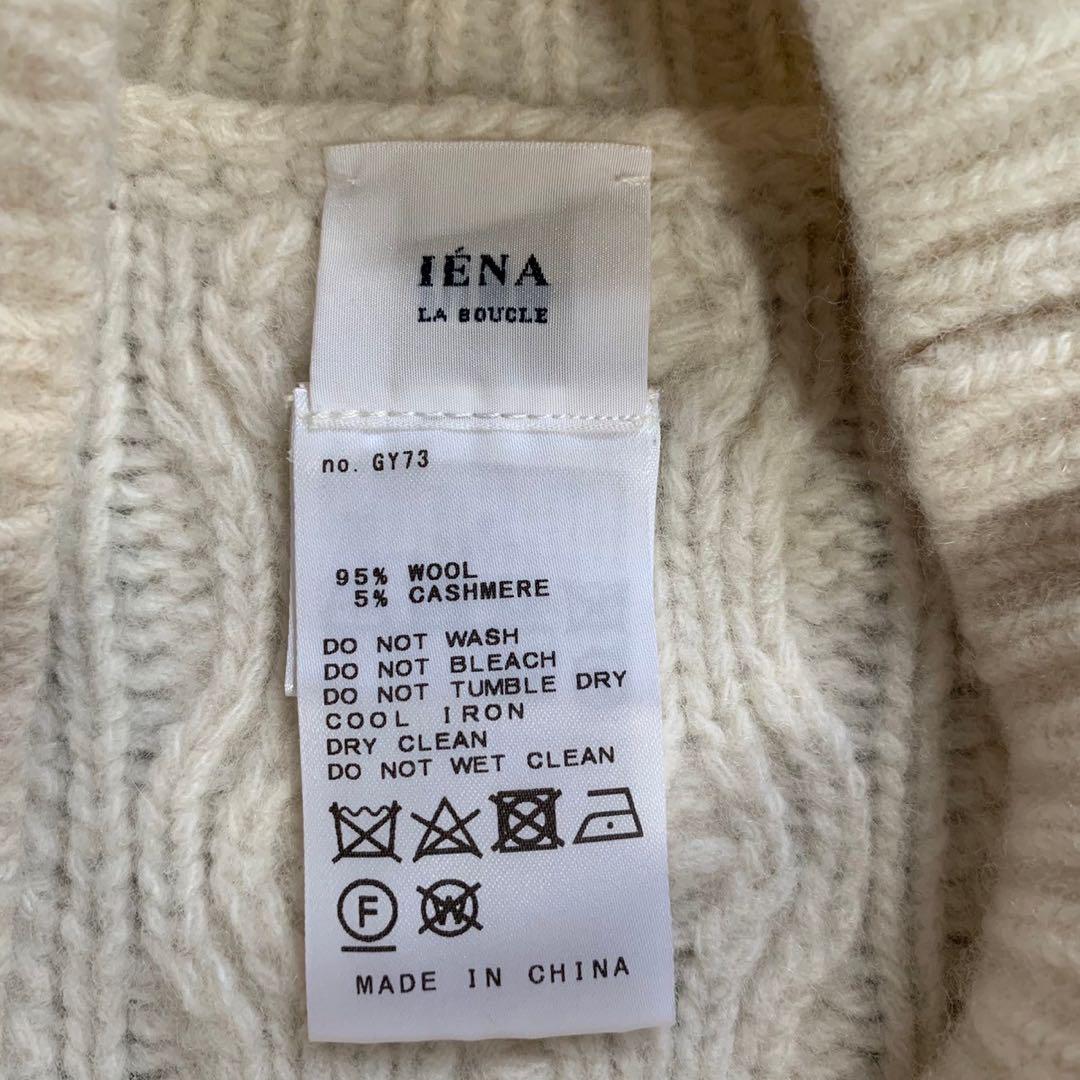 IÉNA
LA BOUCLE
no. GY73
95% WOOL
5% CASHMERE
DO NOT WASH
DO NOT BLEACH
DO NOT TUMBLE DRY
COOL IRON
DRY CLEAN
DO NOT WET CLEAN
F W
MADE IN CHINA